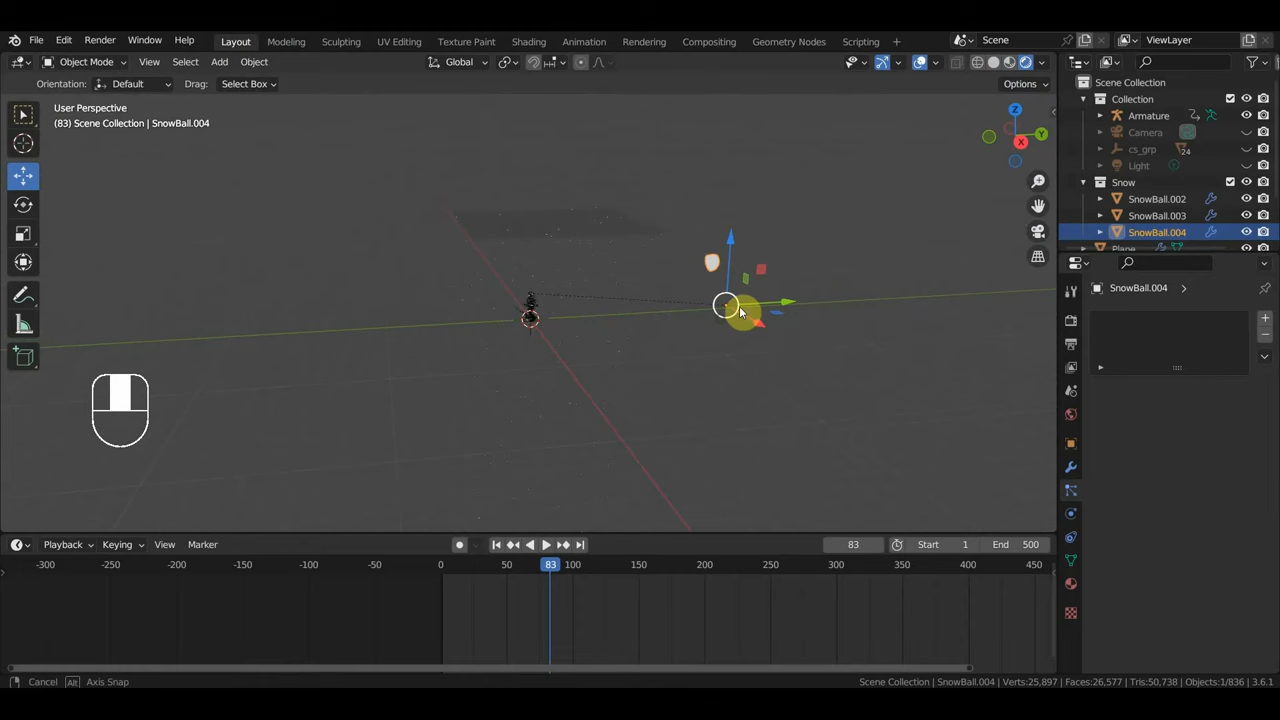 File Edit Render Window Help Layout Modeling Sculpting UV Editing Texture Paint Shading Animation Rendering Compositing Geometry Nodes Scripting + Scene ViewLayer
Object Mode View Select Add Object Global
Orientation: Default Drag: Select Box Options
User Perspective
(83) Scene Collection | SnowBall.004
Z
Y
X
Scene Collection
Collection
Armature
Camera
cs_grp 24
Light
Snow
SnowBall.002
SnowBall.003
SnowBall.004
Plane
SnowBall.004
Playback Keying View Marker 83 Start 1 End 500
-300 -250 -200 -150 -100 -50 0 50 83 100 150 200 250 300 350 400 450
Cancel Alt Axis Snap Scene Collection | SnowBall.004 | Verts:25,897 | Faces:26,577 | Tris:50,738 | Objects:1/836 | 3.6.1